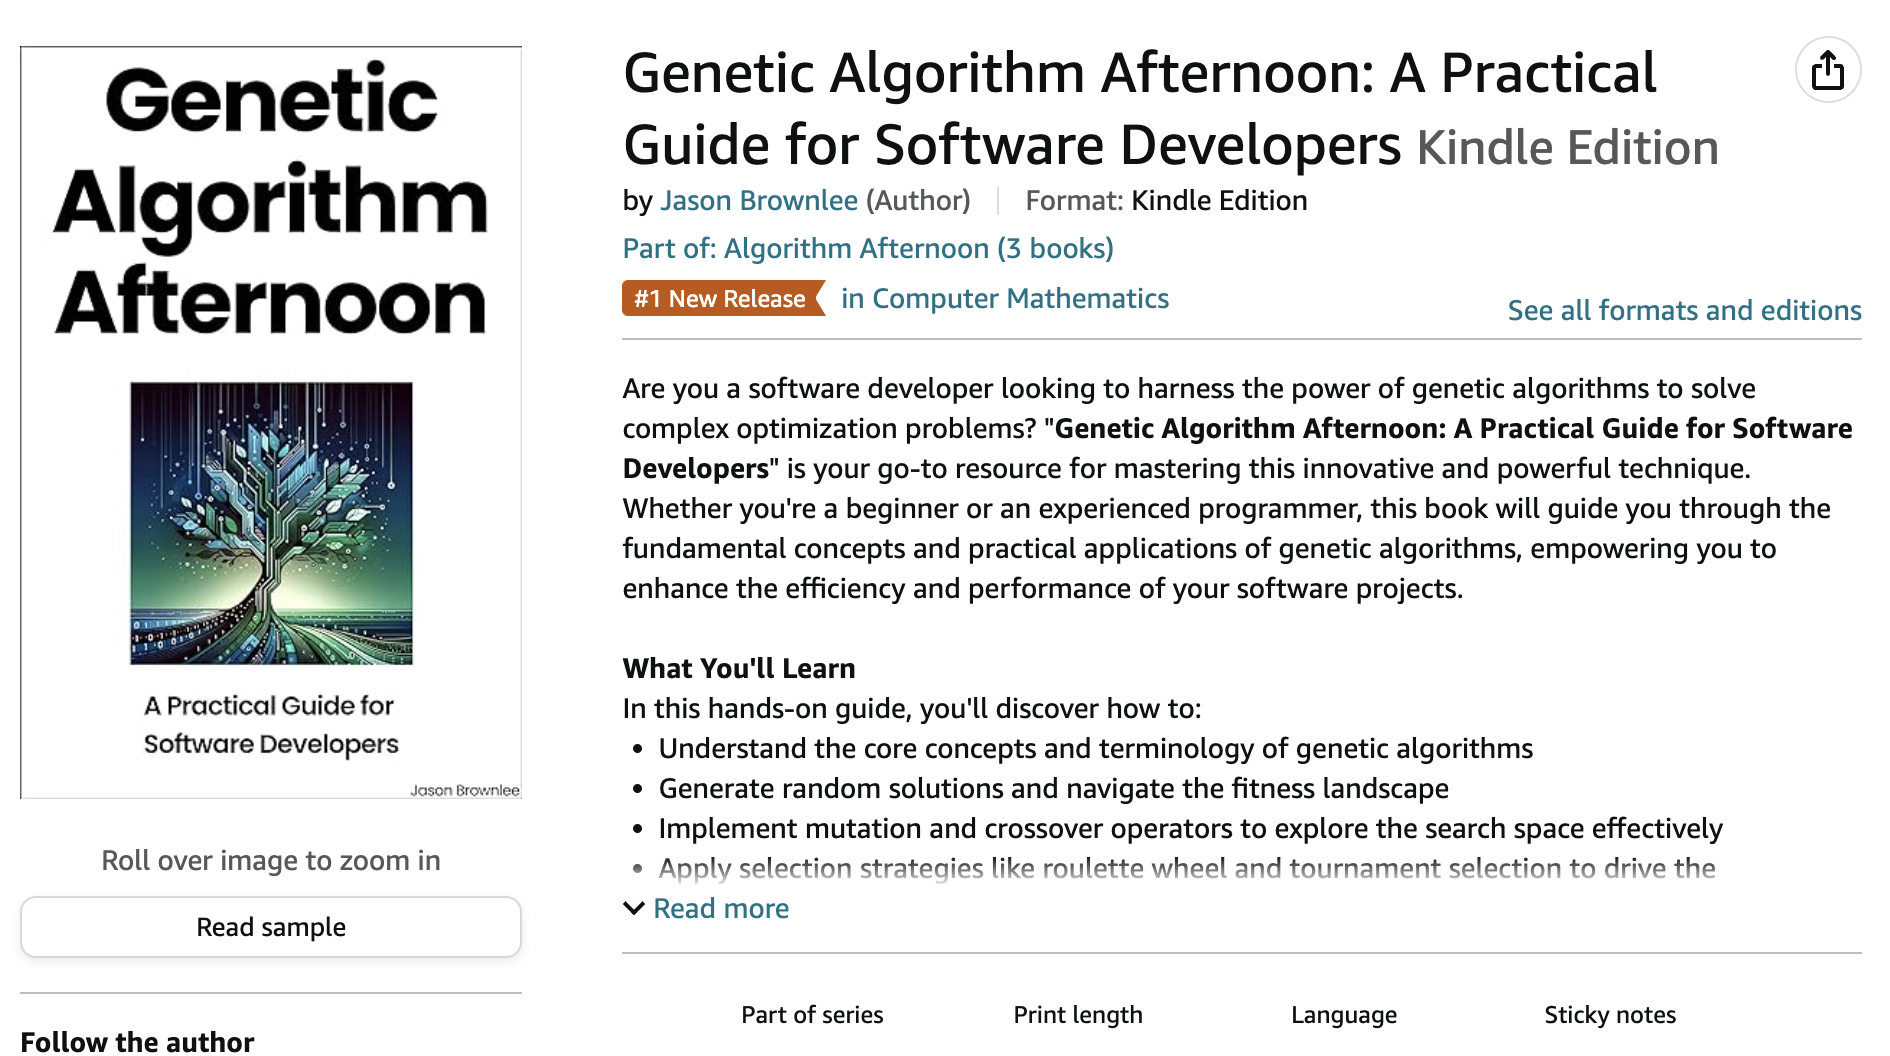 Genetic
Algorithm
Afternoon
A Practical Guide for
Software Developers
Jason Brownlee
Roll over image to zoom in
Read sample
Follow the author
Genetic Algorithm Afternoon: A Practical
Guide for Software Developers Kindle Edition
by Jason Brownlee (Author) Format: Kindle Edition
Part of: Algorithm Afternoon (3 books)
#1 New Release in Computer Mathematics
See all formats and editions
Are you a software developer looking to harness the power of genetic algorithms to solve
complex optimization problems? "Genetic Algorithm Afternoon: A Practical Guide for Software
Developers" is your go-to resource for mastering this innovative and powerful technique.
Whether you're a beginner or an experienced programmer, this book will guide you through the
fundamental concepts and practical applications of genetic algorithms, empowering you to
enhance the efficiency and performance of your software projects.
What You'll Learn
In this hands-on guide, you'll discover how to:
• Understand the core concepts and terminology of genetic algorithms
• Generate random solutions and navigate the fitness landscape
• Implement mutation and crossover operators to explore the search space effectively
• Apply selection strategies like roulette wheel and tournament selection to drive the
Read more
Part of series Print length Language Sticky notes